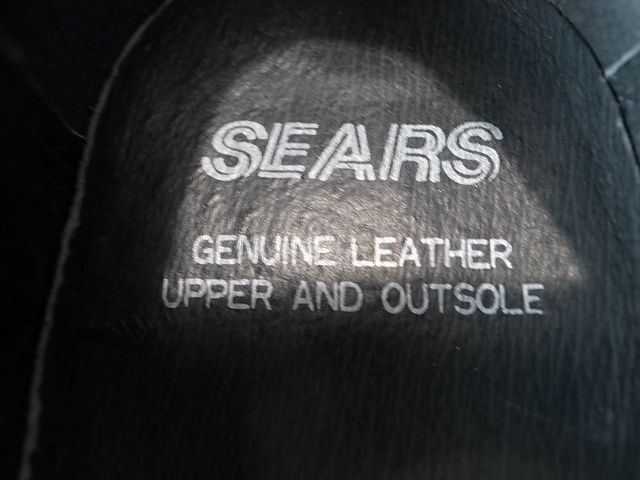 SEARS
GENUINE LEATHER
UPPER AND OUTSOLE